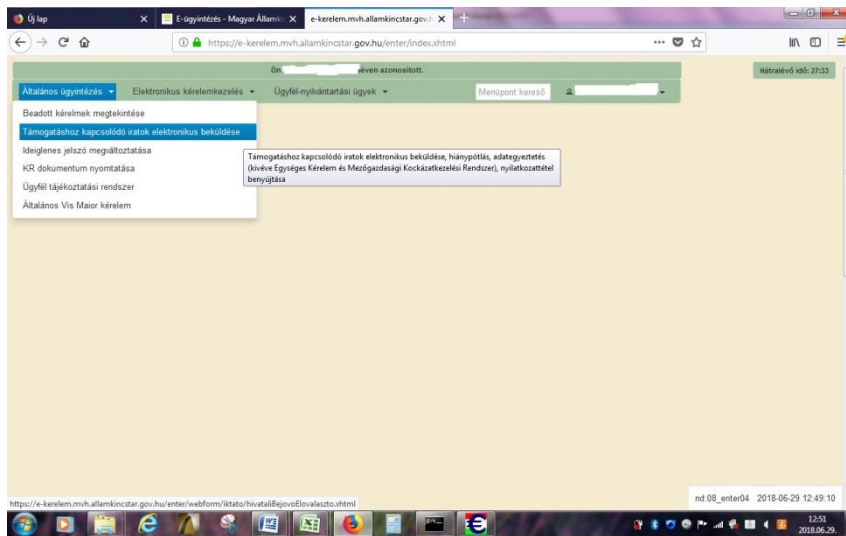 Új lap
E-ügyintézés - Magyar Államki
e-kerelem.mvh.allamkincstar.gov.h
https://e-kerelem.mvh.allamkincstar.gov.hu/enter/index.xhtml
Ön, néven azonosított.
Hátralévő idő: 27:33
Általános ügyintézés
Elektronikus kérelemkezelés
Ügyfél-nyilvántartási ügyek
Menüpont kereső
Beadott kérelmek megtekintése
Támogatáshoz kapcsolódó iratok elektronikus beküldése
Ideiglenes jelszó megváltoztatása
KR dokumentum nyomtatása
Ügyfél tájékoztatási rendszer
Általános Vis Maior kérelem
Támogatáshoz kapcsolódó iratok elektronikus beküldése, hiánypótlás, adategyeztetés
(kivéve Egységes Kérelem és Mezőgazdasági Kockázatkezelési Rendszer), nyilatkozattétel
benyújtása
https://e-kerelem.mvh.allamkincstar.gov.hu/enter/webform/iktato/hivataliBejovoElovalaszto.xhtml
nd:08_enter04 2018-06-29 12:49:10
12:51
2018.06.29.